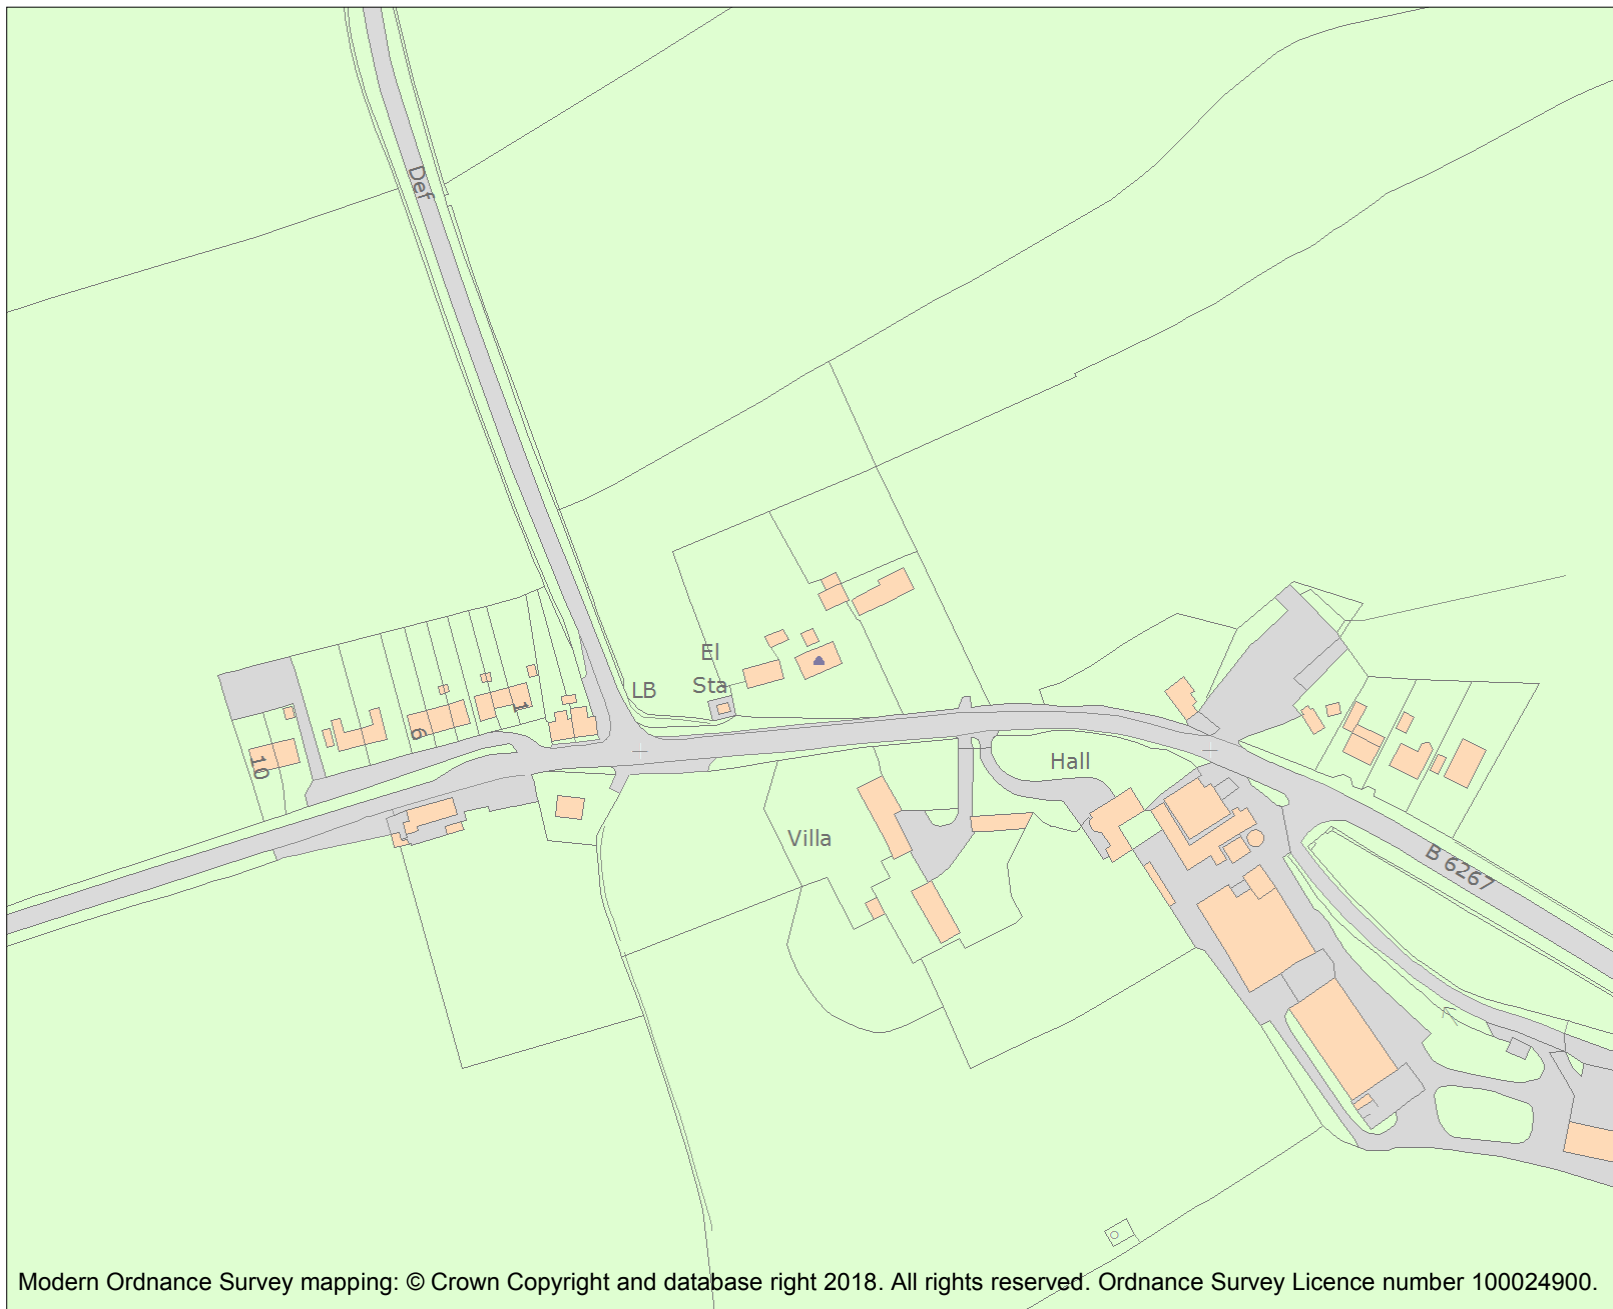 Def
El
Sta
LB
1
6
10
Hall
Villa
B 6267
Modern Ordnance Survey mapping: © Crown Copyright and database right 2018. All rights reserved. Ordnance Survey Licence number 100024900.